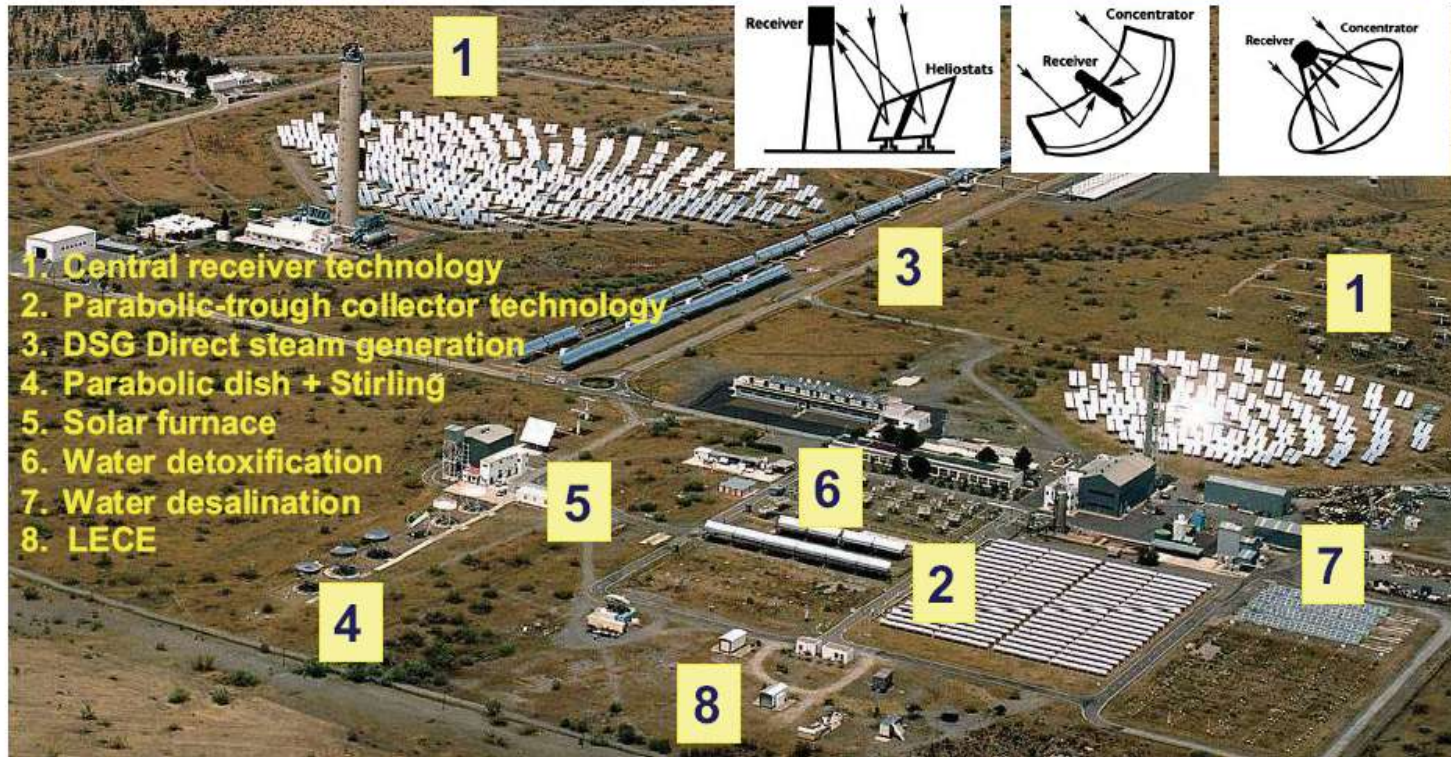 Receiver
Heliostats
Concentrator
Receiver
Receiver
Concentrator
1
3
1
1. Central receiver technology
2. Parabolic-trough collector technology
3. DSG Direct steam generation
4. Parabolic dish + Stirling
5. Solar furnace
6. Water detoxification
7. Water desalination
8. LECE
5
6
2
7
4
8